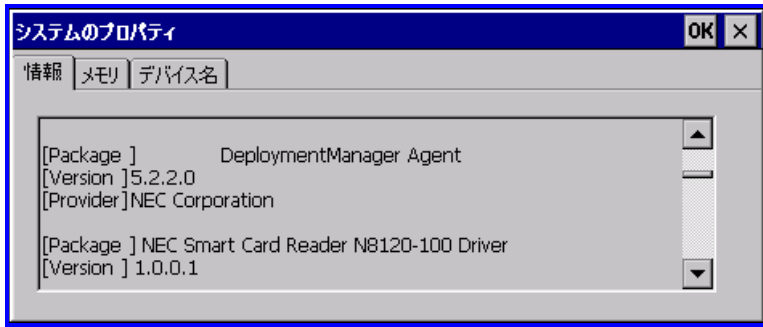 システムのプロパティ OK ×
情報 メモリ デバイス名
[Package ] DeploymentManager Agent
[Version ]5.2.2.0
[Provider]NEC Corporation
[Package ] NEC Smart Card Reader N8120-100 Driver
[Version ] 1.0.0.1